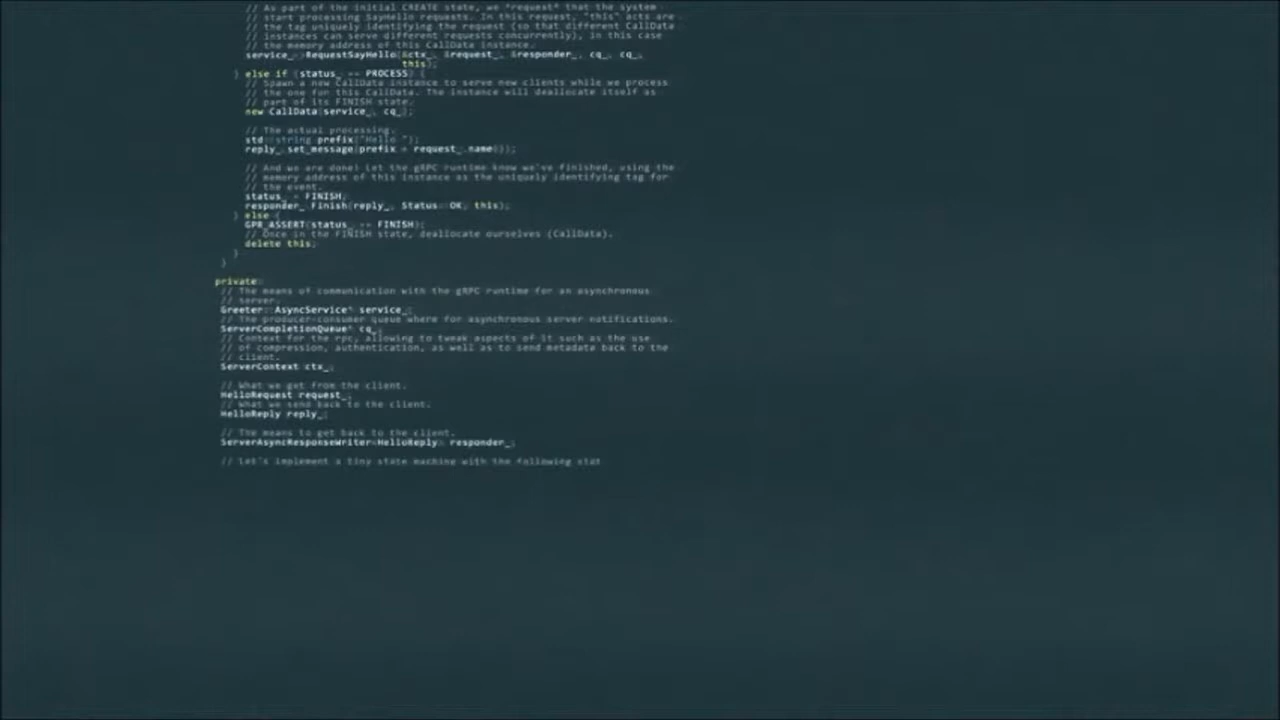 // As part of the initial CREATE state, we *request* that the system
// start processing SayHello requests. In this request, "this" acts are
// the tag uniquely identifying the request (so that different CallData
// instances can serve different requests concurrently), in this case
// the memory address of this CallData instance.
service_->RequestSayHello(&ctx_, &request_, &responder_, cq_, cq_,
this);
} else if (status_ == PROCESS) {
// Spawn a new CallData instance to serve new clients while we process
// the one for this CallData. The instance will deallocate itself as
// part of its FINISH state.
new CallData(service_, cq_);
// The actual processing.
std::string prefix("Hello ");
reply_.set_message(prefix + request_.name());
// And we are done! Let the gRPC runtime know we've finished, using the
// memory address of this instance as the uniquely identifying tag for
// the event.
status_ = FINISH;
responder_.Finish(reply_, Status::OK, this);
} else {
GPR_ASSERT(status_ == FINISH);
// Once in the FINISH state, deallocate ourselves (CallData).
delete this;
}
}
private:
// The means of communication with the gRPC runtime for an asynchronous
// server.
Greeter::AsyncService* service_;
// The producer-consumer queue where for asynchronous server notifications.
ServerCompletionQueue* cq_;
// Context for the rpc, allowing to tweak aspects of it such as the use
// of compression, authentication, as well as to send metadata back to the
// client.
ServerContext ctx_;
// What we get from the client.
HelloRequest request_;
// What we send back to the client.
HelloReply reply_;
// The means to get back to the client.
ServerAsyncResponseWriter<HelloReply> responder_;
// Let's implement a tiny state machine with the following stat